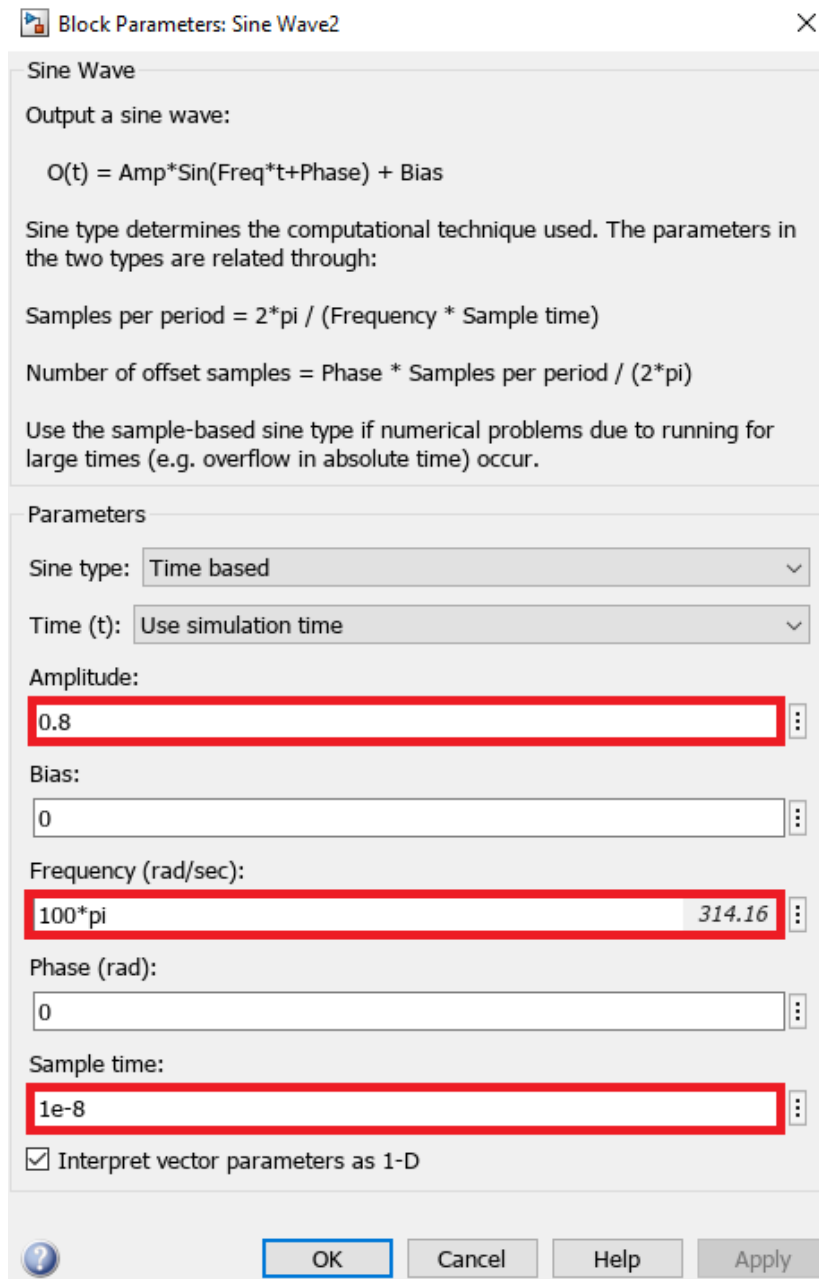 Block Parameters: Sine Wave2
Sine Wave
Output a sine wave:
O(t) = Amp*Sin(Freq*t+Phase) + Bias
Sine type determines the computational technique used. The parameters in
the two types are related through:
Samples per period = 2*pi / (Frequency * Sample time)
Number of offset samples = Phase * Samples per period / (2*pi)
Use the sample-based sine type if numerical problems due to running for
large times (e.g. overflow in absolute time) occur.
Parameters
Sine type: Time based
Time (t): Use simulation time
Amplitude:
0.8
Bias:
0
Frequency (rad/sec):
100*pi 314.16
Phase (rad):
0
Sample time:
1e-8
Interpret vector parameters as 1-D
? OK Cancel Help Apply